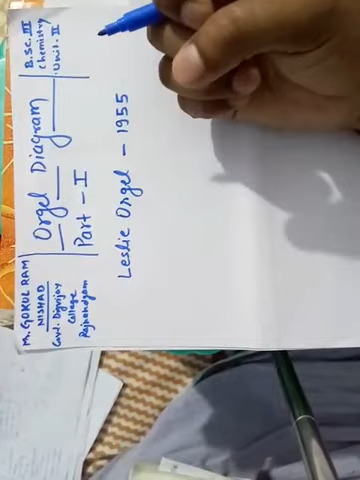 M. GOKUL RAM
NISHAD
Govt. Digvijay
College
Rajnandgaon
Orgel Diagram
Part - I
B.Sc. III
Chemistry
Unit. II
Leslie Orgel - 1955